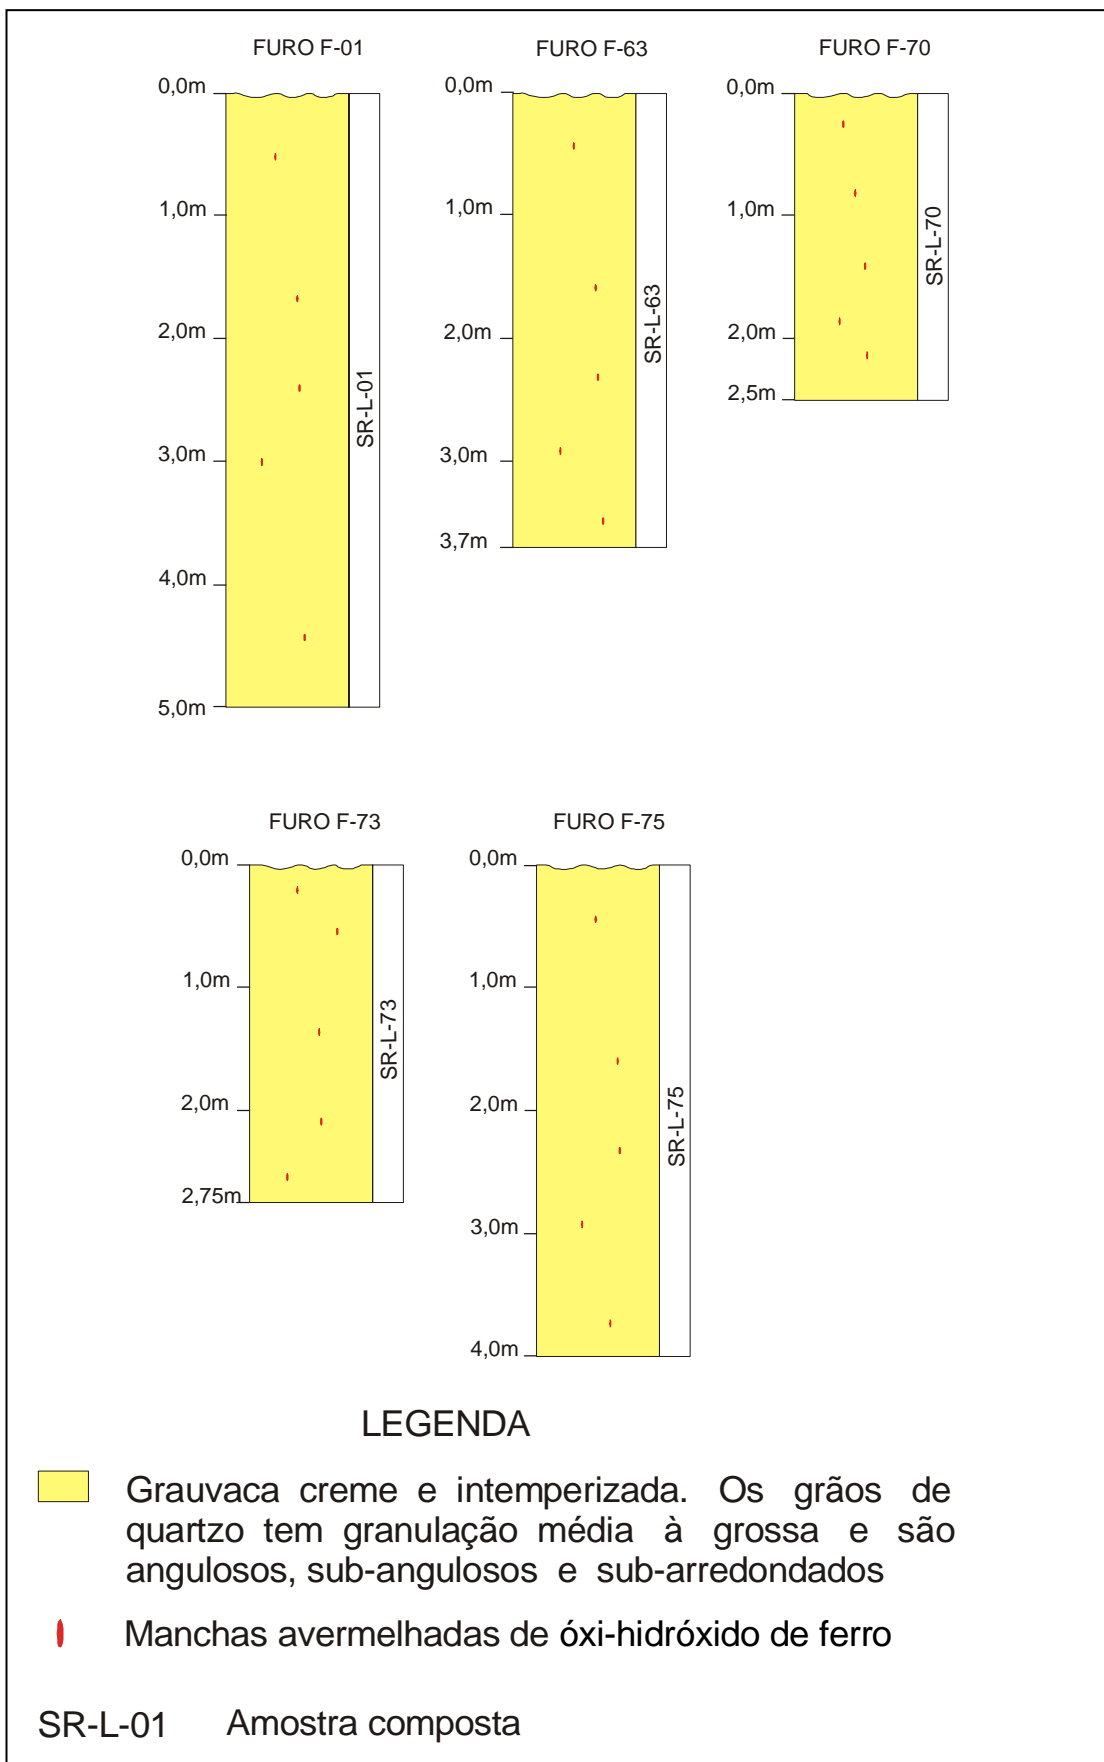 FURO F-01
0,0m
1,0m
2,0m
3,0m
4,0m
5,0m
SR-L-01
FURO F-63
0,0m
1,0m
2,0m
3,0m
3,7m
SR-L-63
FURO F-70
0,0m
1,0m
2,0m
2,5m
SR-L-70
FURO F-73
0,0m
1,0m
2,0m
2,75m
SR-L-73
FURO F-75
0,0m
1,0m
2,0m
3,0m
4,0m
SR-L-75
LEGENDA
Grauvaca creme e intemperizada. Os grãos de
quartzo tem granulação média à grossa e são
angulosos, sub-angulosos e sub-arredondados
Manchas avermelhadas de óxi-hidróxido de ferro
SR-L-01 Amostra composta